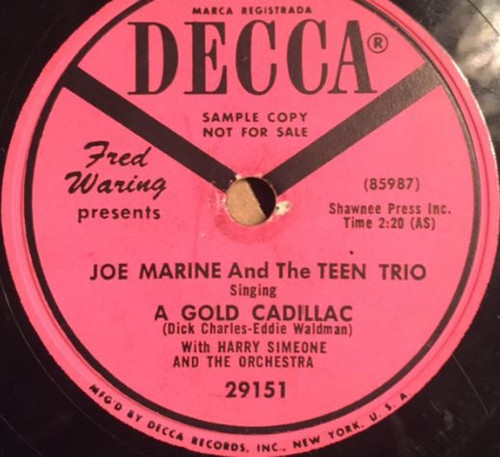 MARCA REGISTRADA
DECCA®
SAMPLE COPY
NOT FOR SALE
Fred
Waring
presents
(85987)
Shawnee Press Inc.
Time 2:20 (AS)
JOE MARINE And The TEEN TRIO
Singing
A GOLD CADILLAC
(Dick Charles-Eddie Waldman)
With HARRY SIMEONE
AND THE ORCHESTRA
29151
MFG'D BY DECCA RECORDS, INC., NEW YORK, U. S. A.